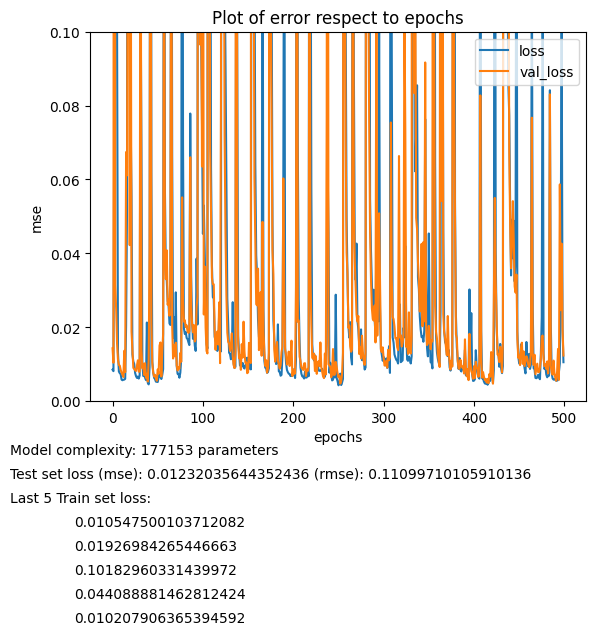 Plot of error respect to epochs
loss
val_loss
0.10
0.08
0.06
0.04
0.02
0.00
mse
0 100 200 300 400 500
epochs
Model complexity: 177153 parameters
Test set loss (mse): 0.01232035644352436 (rmse): 0.11099710105910136
Last 5 Train set loss:
0.010547500103712082
0.01926984265446663
0.10182960331439972
0.044088881462812424
0.010207906365394592